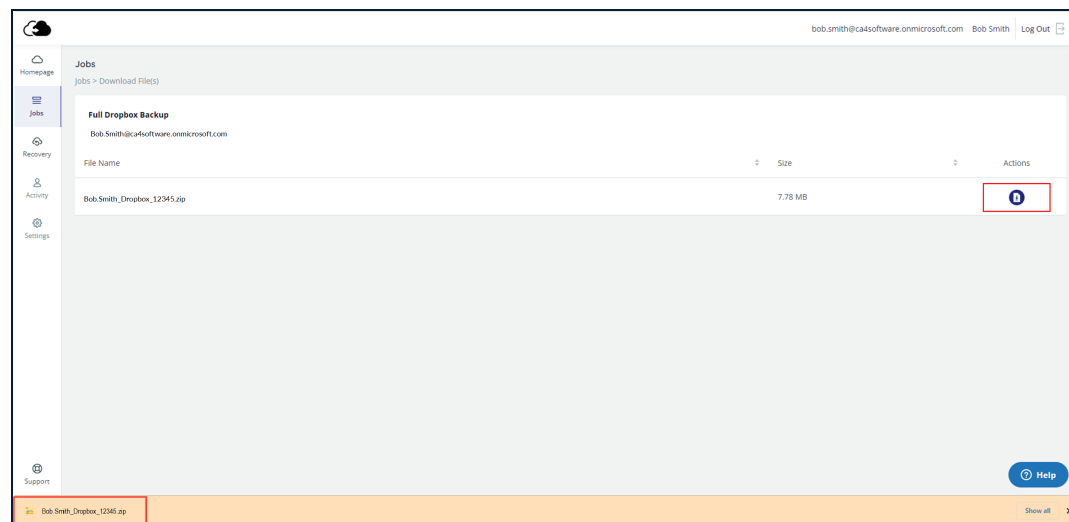 bob.smith@ca4software.onmicrosoft.com Bob Smith Log Out
Homepage
Jobs
Jobs > Download File(s)
Jobs
Full Dropbox Backup
Bob.Smith@ca4software.onmicrosoft.com
Recovery
File Name Size Actions
Activity
Bob.Smith_Dropbox_12345.zip 7.78 MB
Settings
Support
Help
Bob.Smith_Dropbox_12345.zip Show all